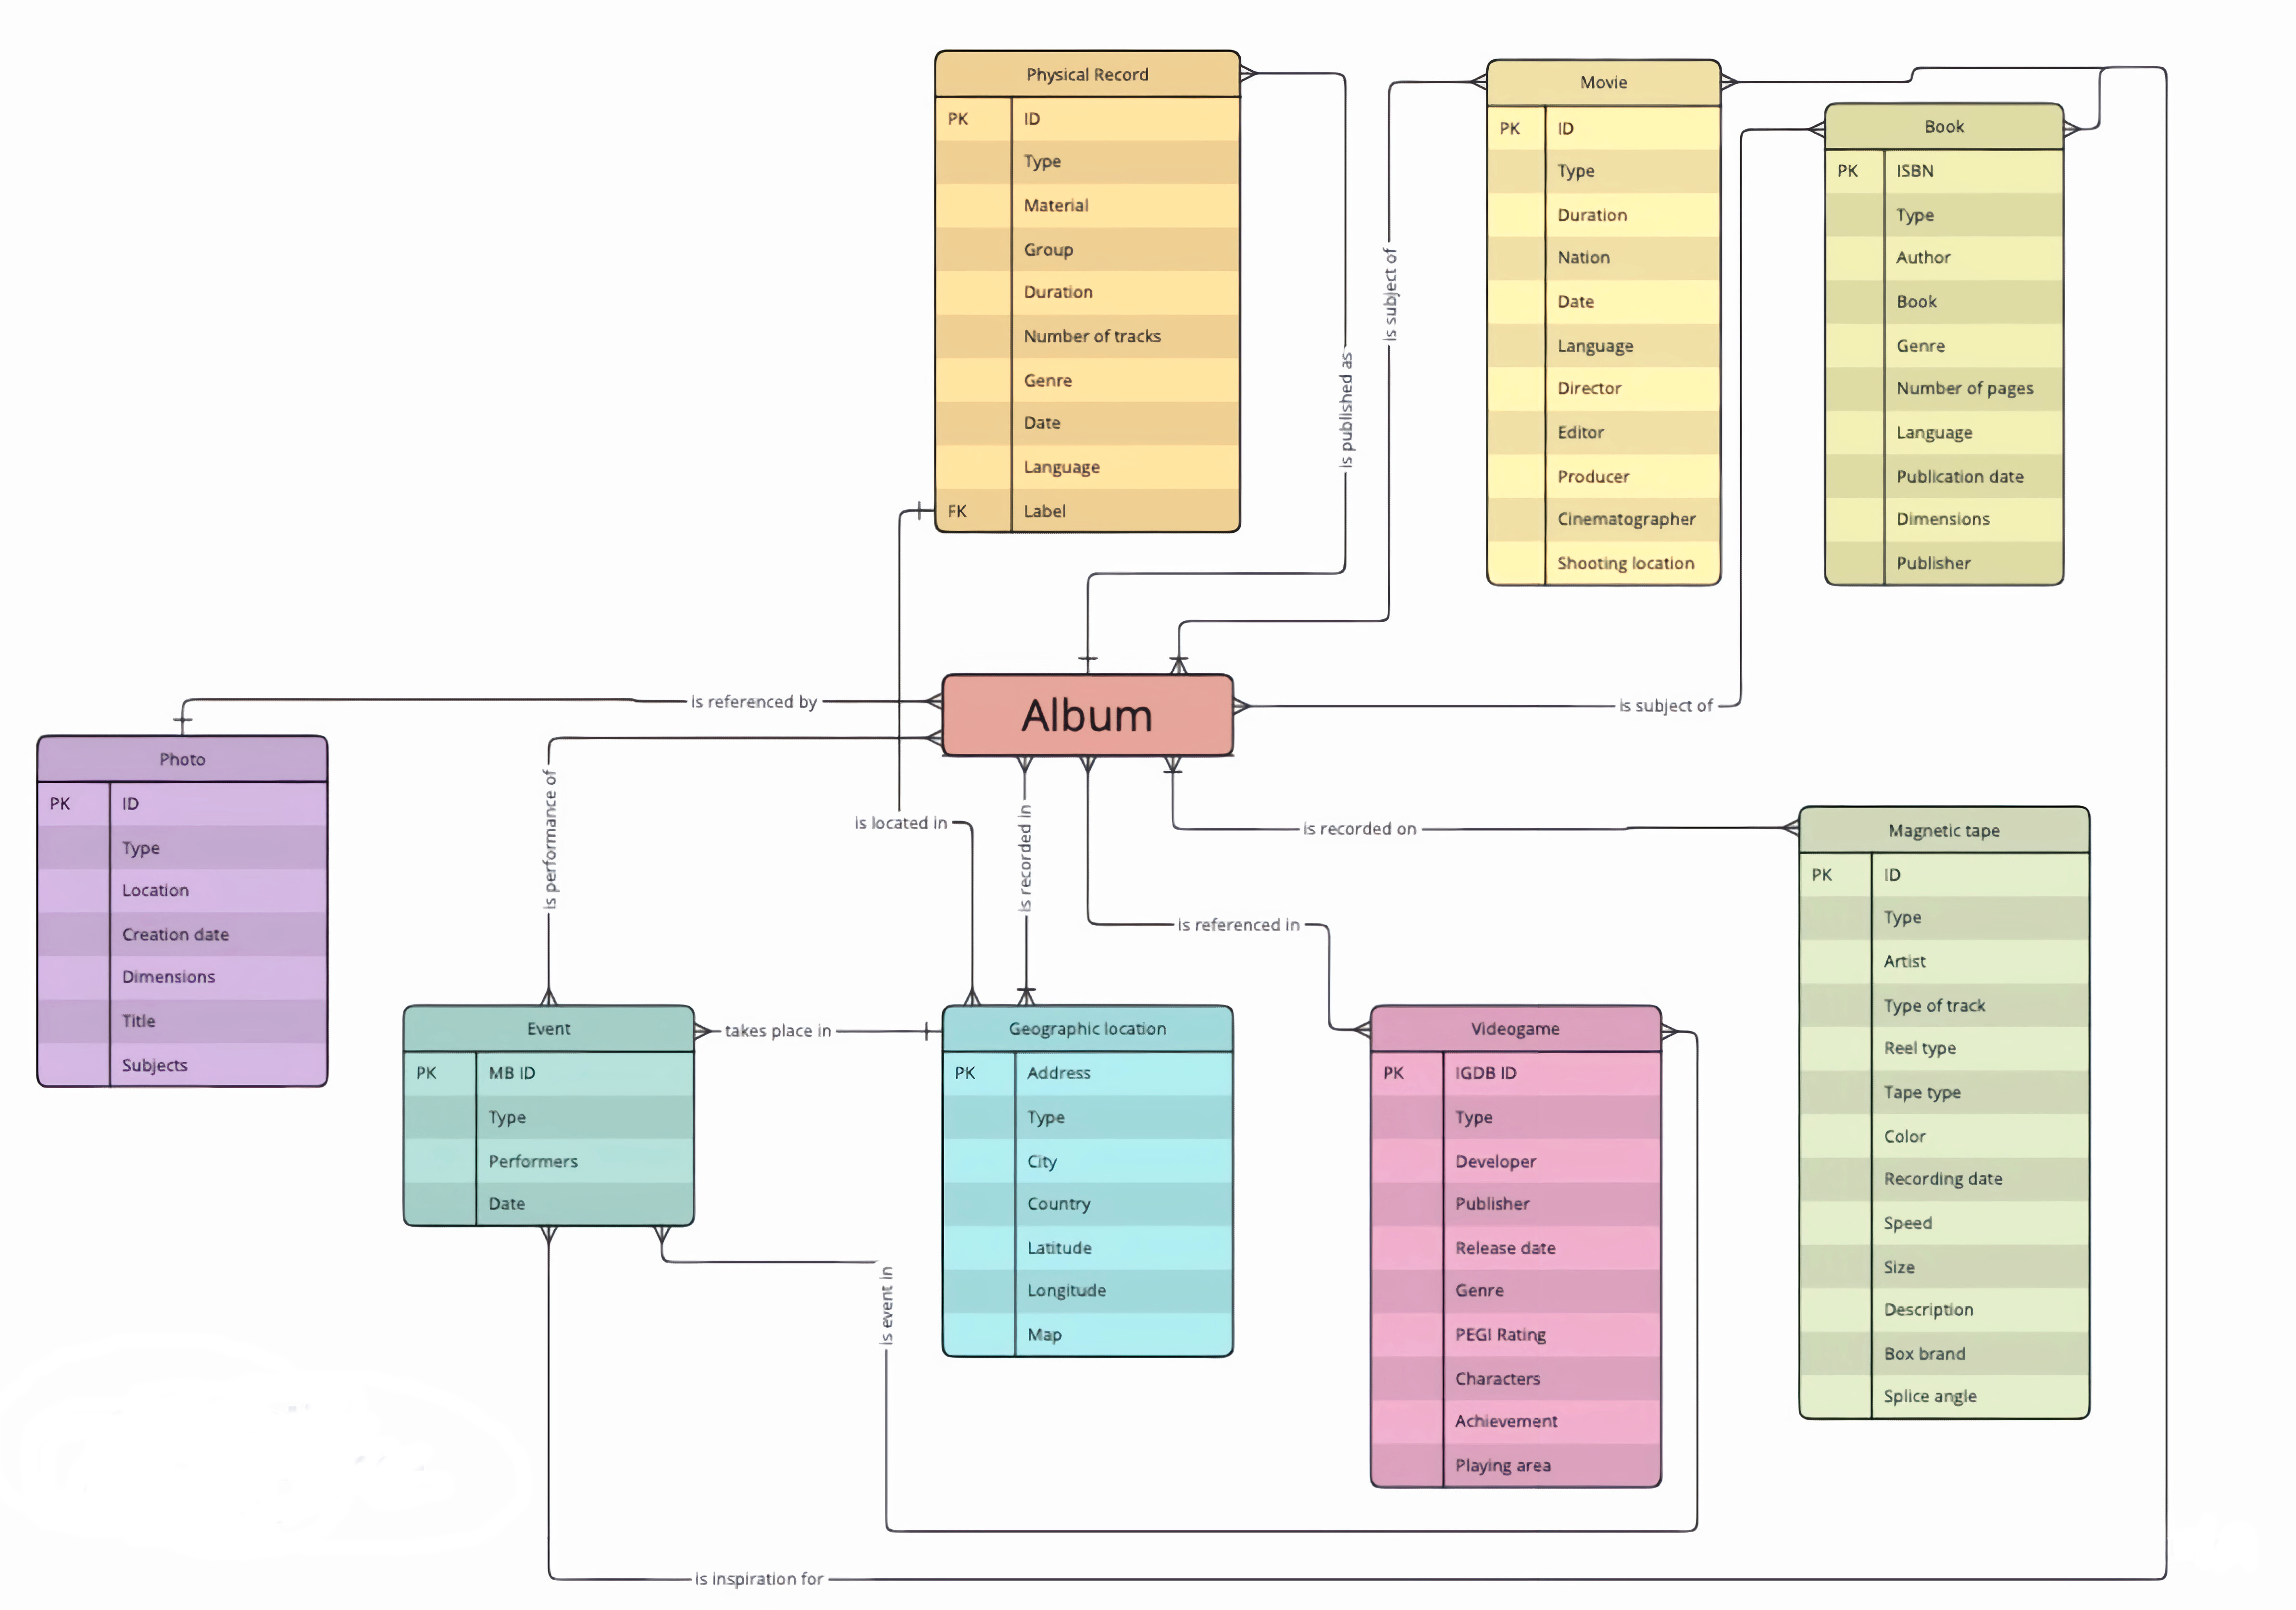 Physical Record
PK ID
Type
Material
Group
Duration
Number of tracks
Genre
Date
Language
FK Label
is published as
is subject of
Movie
PK ID
Type
Duration
Nation
Date
Language
Director
Editor
Producer
Cinematographer
Shooting location
Book
PK ISBN
Type
Author
Book
Genre
Number of pages
Language
Publication date
Dimensions
Publisher
is referenced by
Album
is subject of
Photo
PK ID
Type
Location
Creation date
Dimensions
Title
Subjects
is performance of
is located in
is recorded in
is recorded on
is referenced in
Magnetic tape
PK ID
Type
Artist
Type of track
Reel type
Tape type
Color
Recording date
Speed
Size
Description
Box brand
Splice angle
Event
PK MB ID
Type
Performers
Date
takes place in
Geographic location
PK Address
Type
City
Country
Latitude
Longitude
Map
Videogame
PK IGDB ID
Type
Developer
Publisher
Release date
Genre
PEGI Rating
Characters
Achievement
Playing area
is event in
is inspiration for